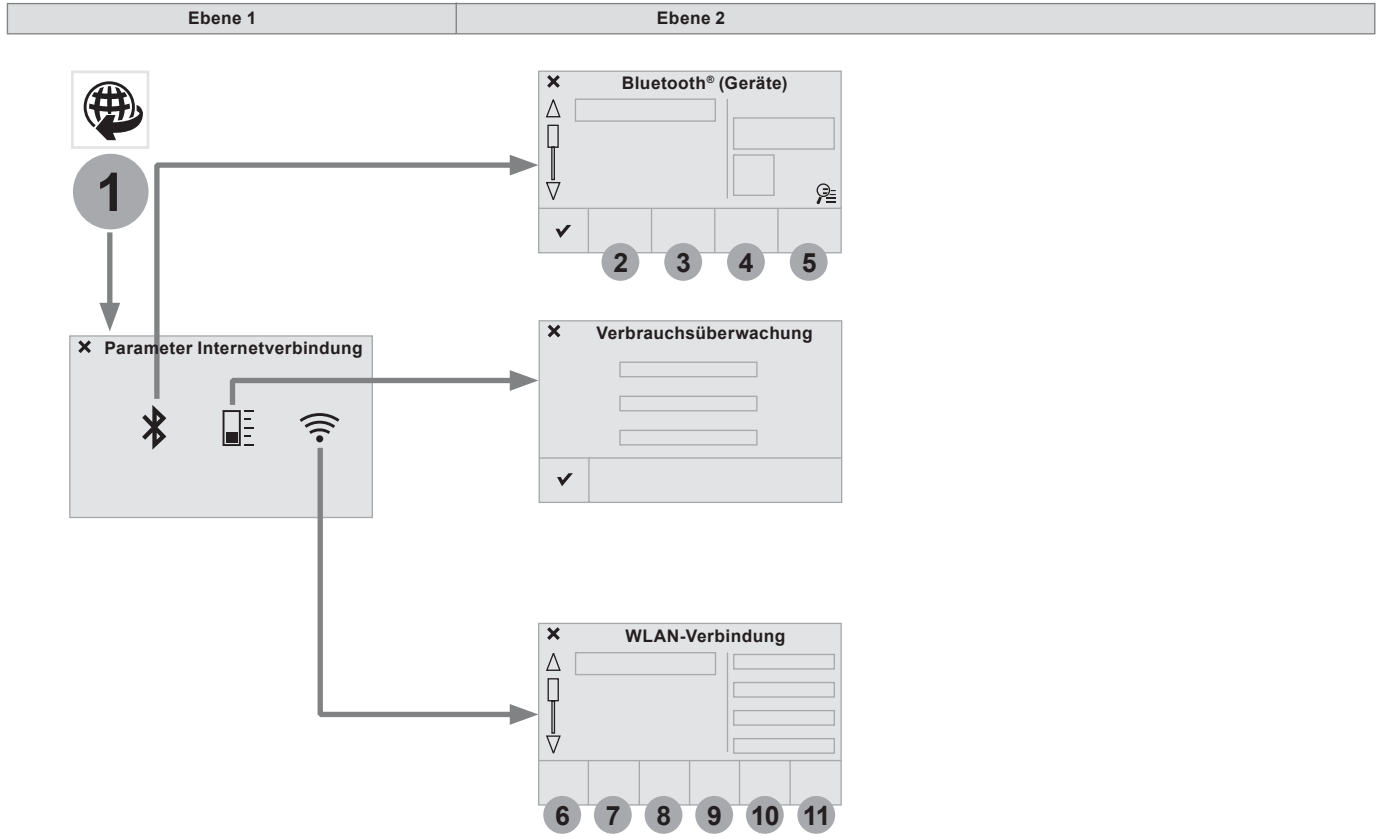 Ebene 1
Ebene 2
1
Bluetooth® (Geräte)
2 3 4 5
Parameter Internetverbindung
Verbrauchsüberwachung
WLAN-Verbindung
6 7 8 9 10 11